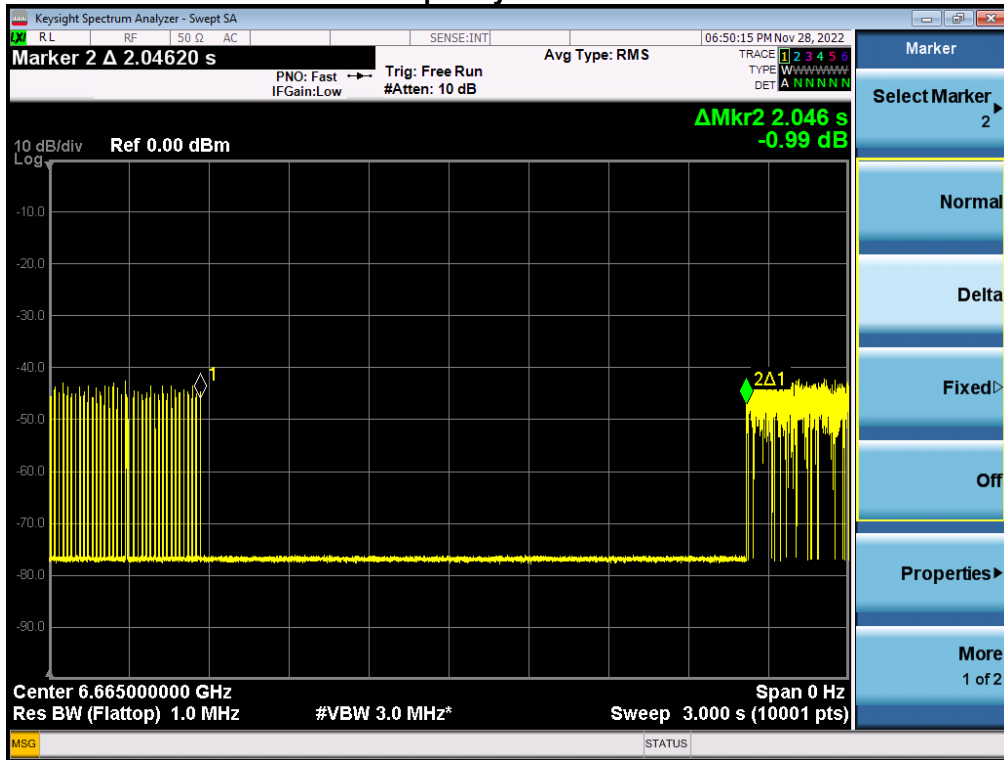 Keysight Spectrum Analyzer - Swept SA
LXI RL RF 50 Ω AC SENSE:INT 06:50:15 PM Nov 28, 2022
Marker 2 Δ 2.04620 s
PNO: Fast
IFGain:Low
Trig: Free Run
#Atten: 10 dB
Avg Type: RMS
TRACE 1 2 3 4 5 6
TYPE WWWWWW
DET A N N N N N
ΔMkr2 2.046 s
-0.99 dB
10 dB/div Ref 0.00 dBm
Log
-10.0
-20.0
-30.0
-40.0
-50.0
-60.0
-70.0
-80.0
-90.0
1
2Δ1
Center 6.665000000 GHz Span 0 Hz
Res BW (Flattop) 1.0 MHz #VBW 3.0 MHz* Sweep 3.000 s (10001 pts)
MSG STATUS
Marker
Select Marker
2
Normal
Delta
Fixed
Off
Properties
More
1 of 2